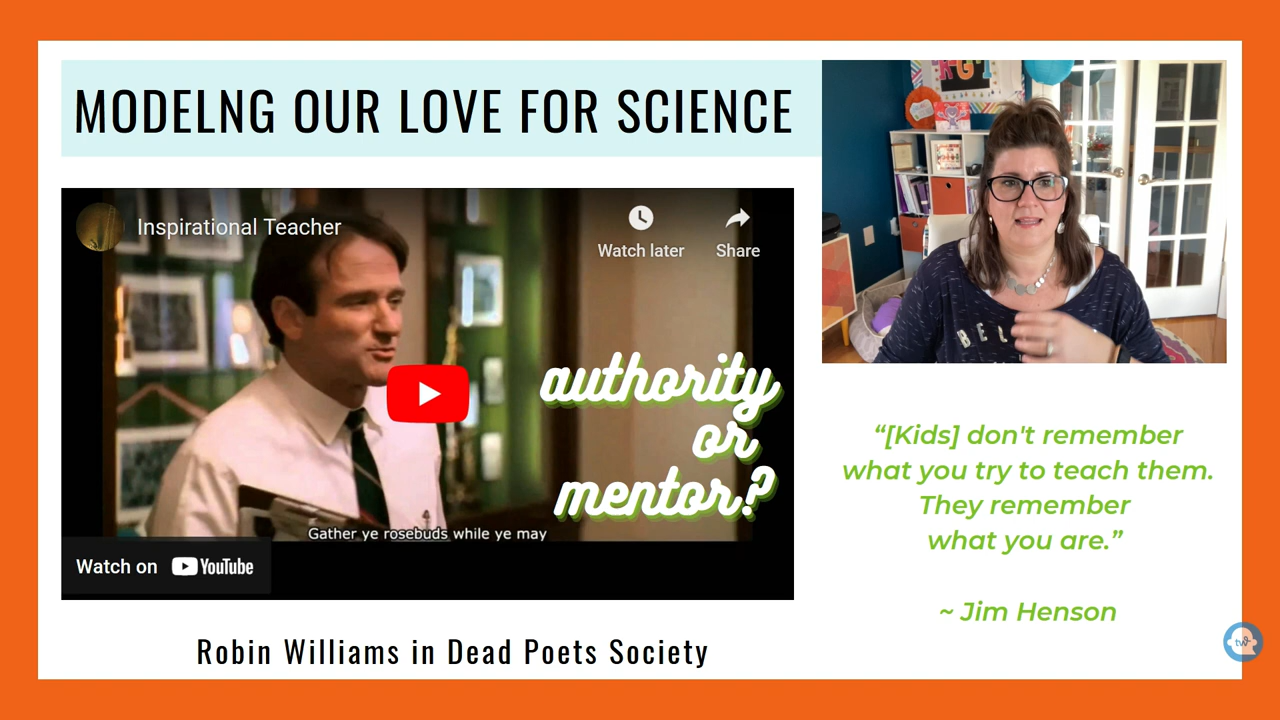 MODELNG OUR LOVE FOR SCIENCE
Inspirational Teacher
Watch later
Share
authority
or
mentor?
Gather ye rosebuds while ye may
Watch on YouTube
Robin Williams in Dead Poets Society
BEL
“[Kids] don't remember
what you try to teach them.
They remember
what you are.”
~ Jim Henson
tw